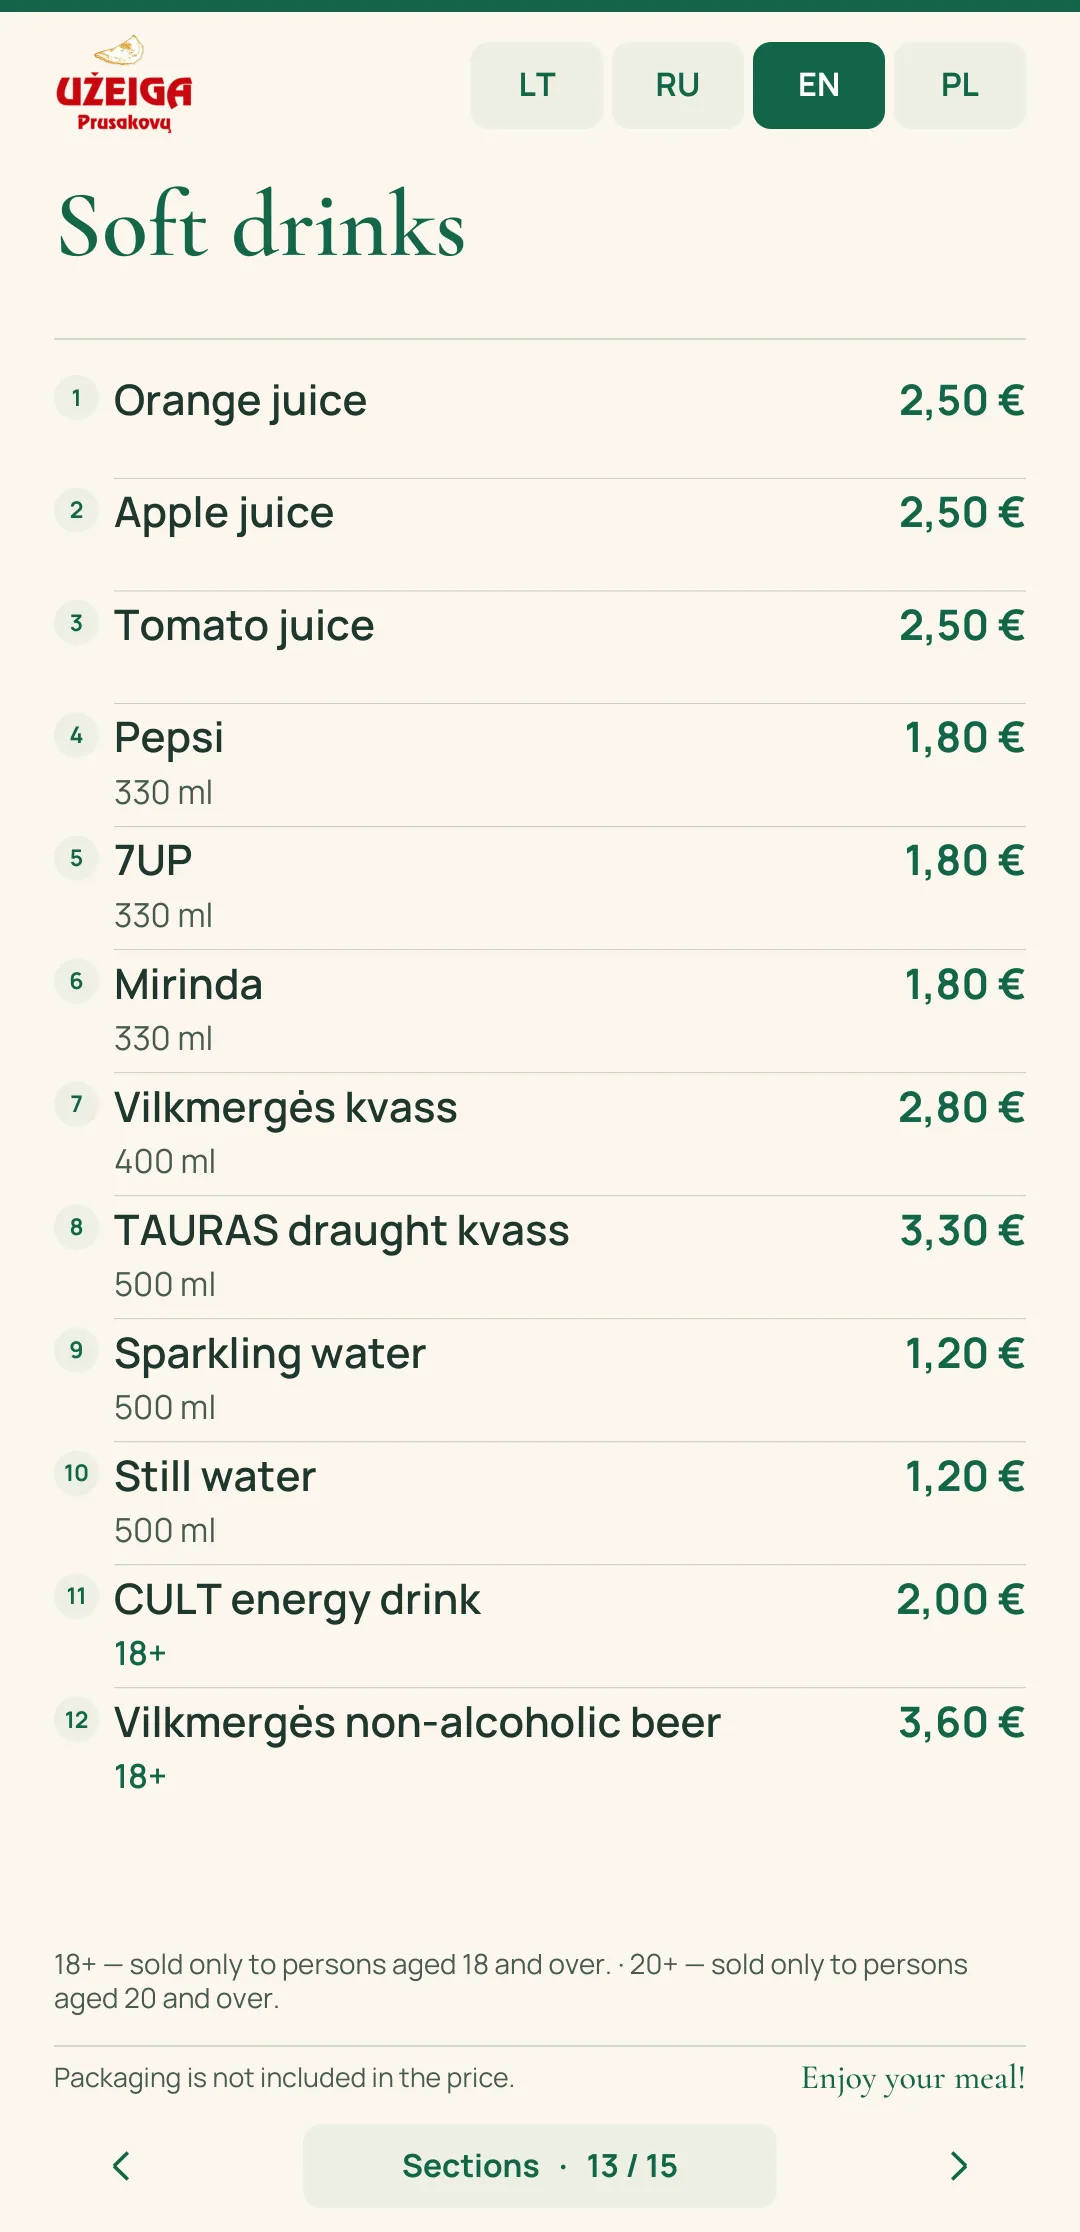 UŽEIGA
Prusakovų
LT RU EN PL
Soft drinks
1 Orange juice 2,50 €
2 Apple juice 2,50 €
3 Tomato juice 2,50 €
4 Pepsi 1,80 €
330 ml
5 7UP 1,80 €
330 ml
6 Mirinda 1,80 €
330 ml
7 Vilkmergės kvass 2,80 €
400 ml
8 TAURAS draught kvass 3,30 €
500 ml
9 Sparkling water 1,20 €
500 ml
10 Still water 1,20 €
500 ml
11 CULT energy drink 2,00 €
18+
12 Vilkmergės non-alcoholic beer 3,60 €
18+
18+ — sold only to persons aged 18 and over. · 20+ — sold only to persons
aged 20 and over.
Packaging is not included in the price. Enjoy your meal!
Sections · 13 / 15